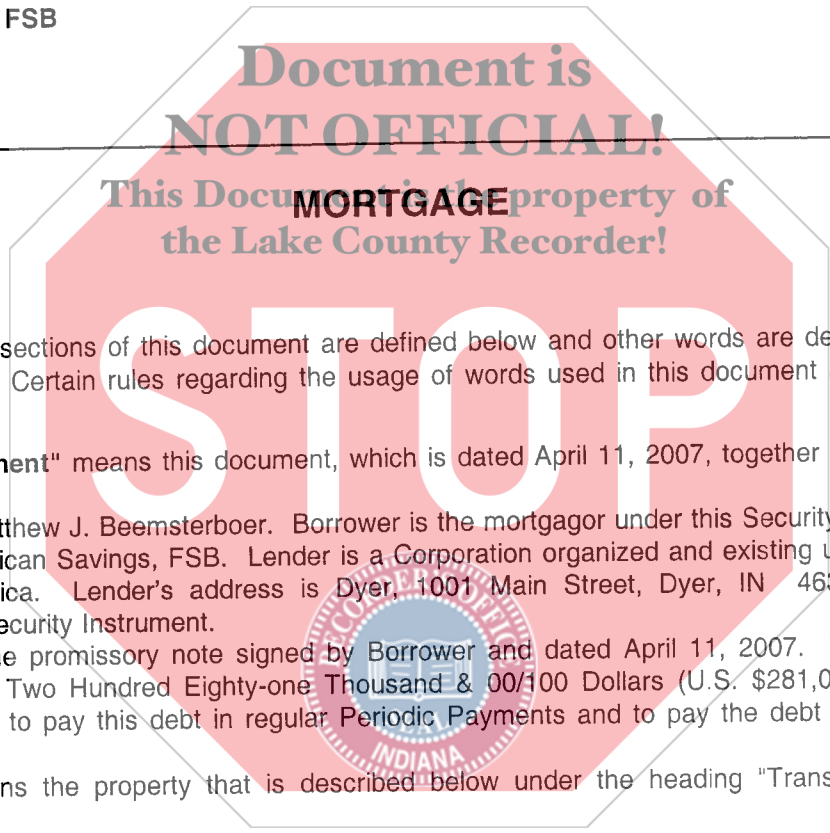 FSB
Document is
NOT OFFICIAL!
This Document is the property of
MORTGAGE
the Lake County Recorder!
STOP
sections of this document are defined below and other words are de
Certain rules regarding the usage of words used in this document
nent" means this document, which is dated April 11, 2007, together
tthew J. Beemsterboer. Borrower is the mortgagor under this Security
ican Savings, FSB. Lender is a Corporation organized and existing u
ica. Lender's address is Dyer, 1001 Main Street, Dyer, IN 463
ecurity Instrument.
e promissory note signed by Borrower and dated April 11, 2007.
Two Hundred Eighty-one Thousand & 00/100 Dollars (U.S. $281,0
to pay this debt in regular Periodic Payments and to pay the debt
ns the property that is described below under the heading "Trans
RECORDER OFFICE
SEAL
INDIANA